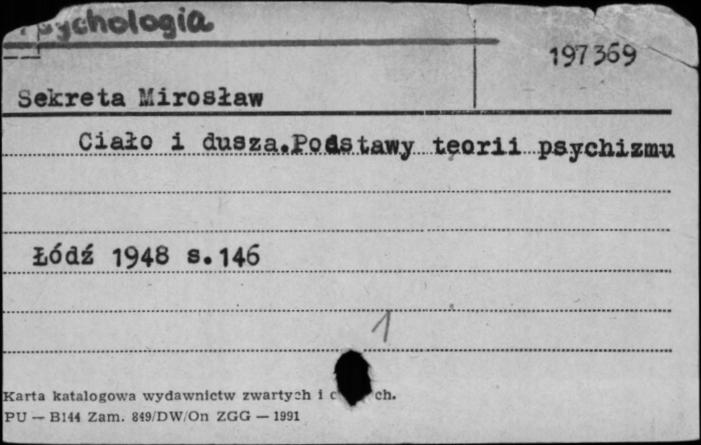 Psychologia
197369
Sekreta Mirosław
Ciało i dusza.Podstawy teorii psychizmu
Łódź 1948 s.146
1
Karta katalogowa wydawnictw zwartych i ch.
PU — B144 Zam. 849/DW/On ZGG — 1991